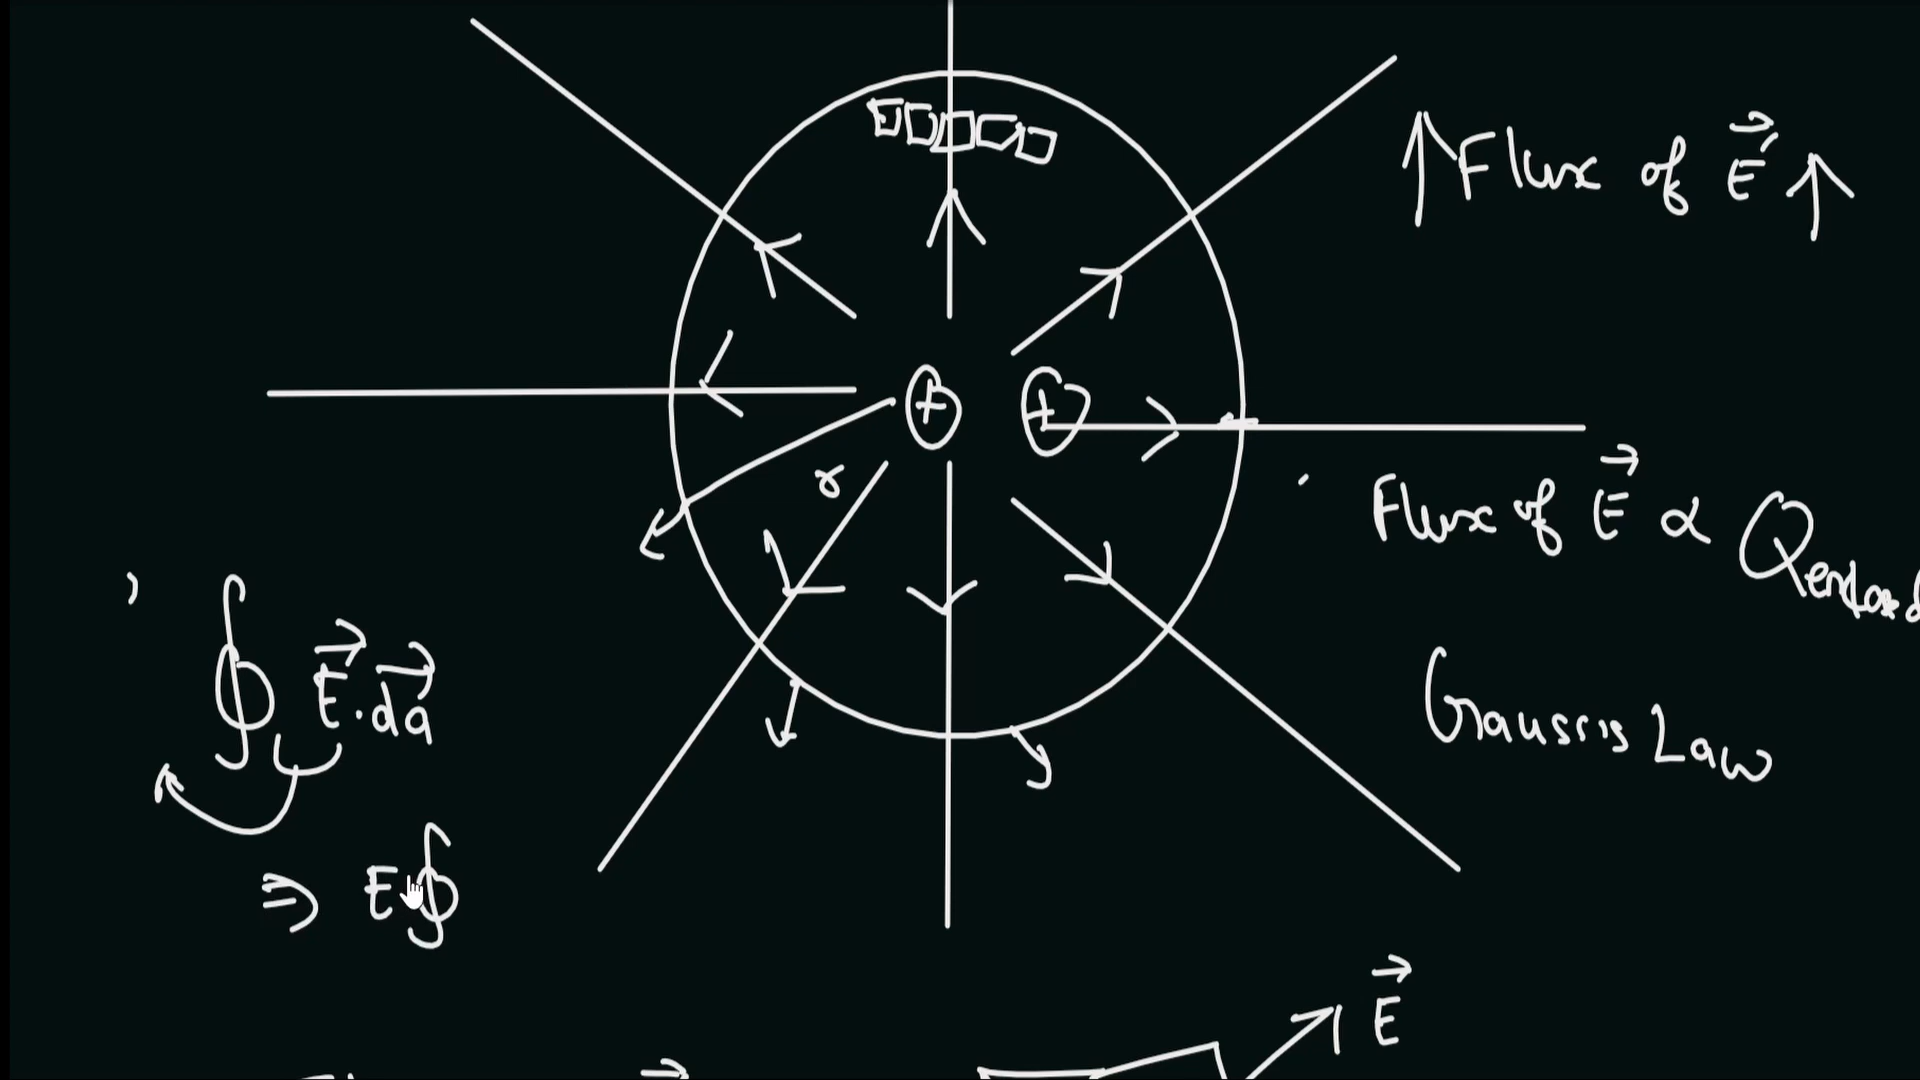 Flux of E⃗
+ +
r
Flux of E⃗ α Qenclosed
∮ E⃗.da⃗
Gauss's Law
⇒ E∮
E⃗